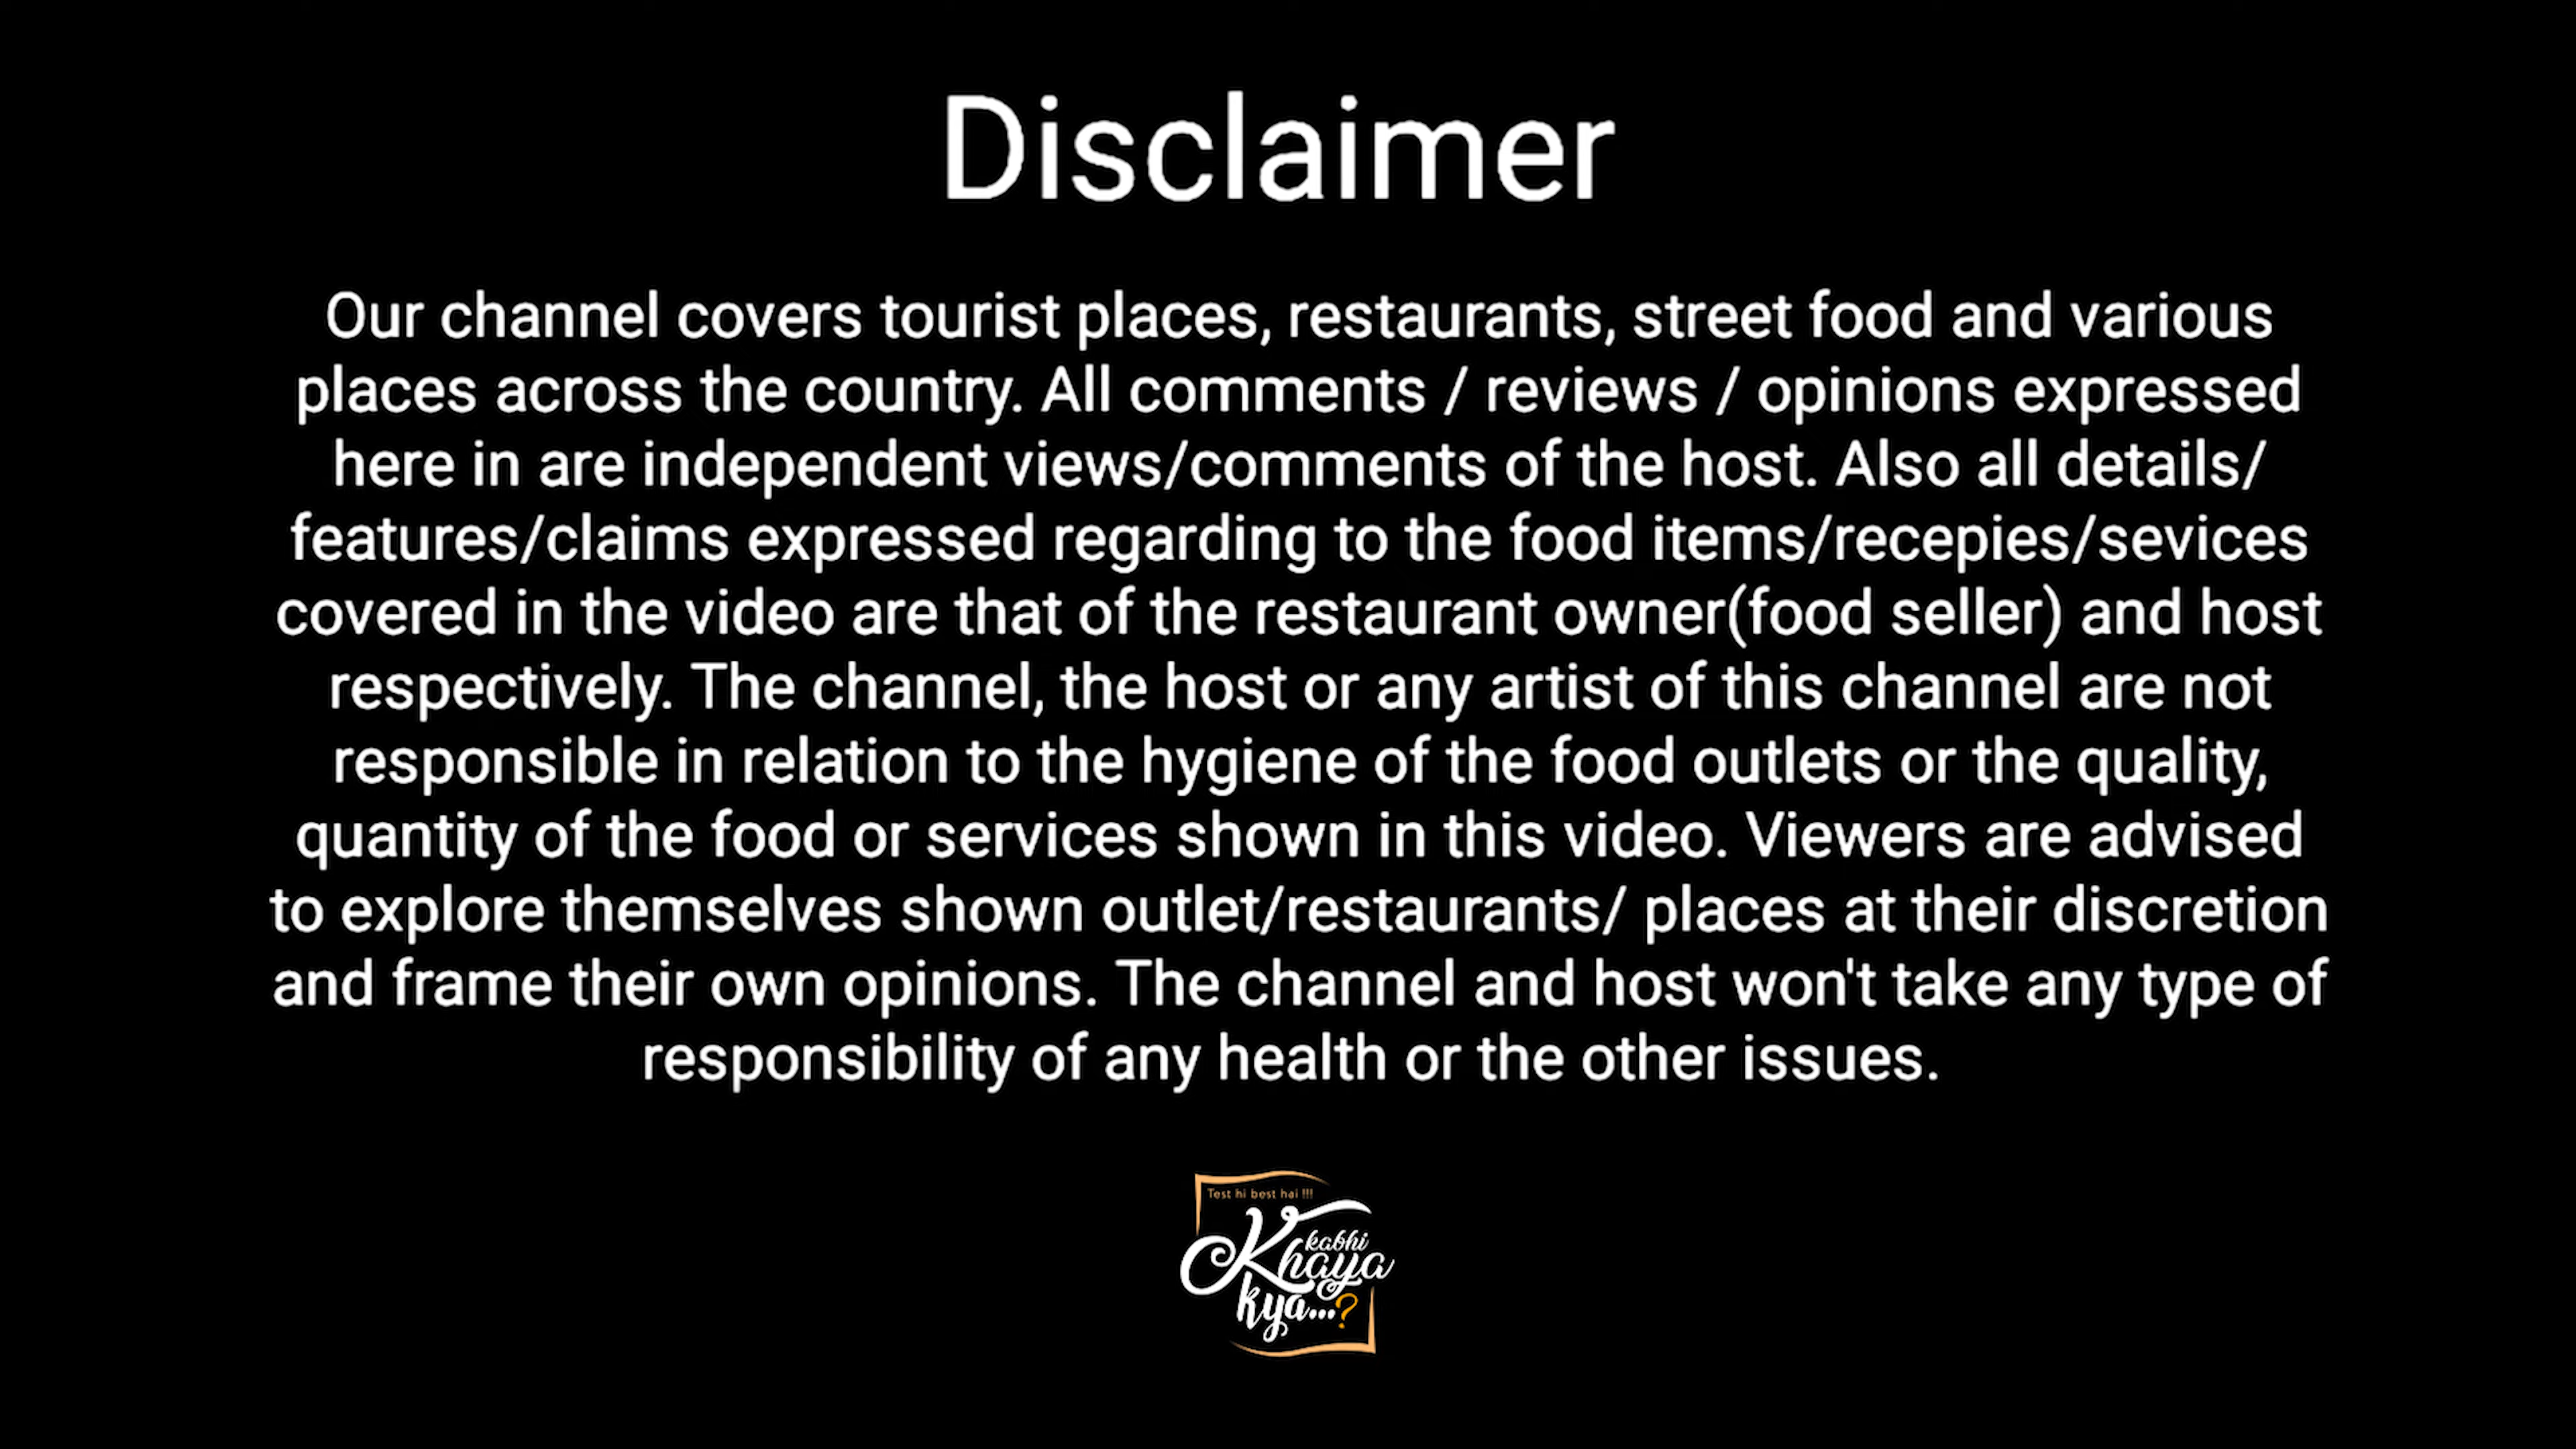 Disclaimer
Our channel covers tourist places, restaurants, street food and various
places across the country. All comments / reviews / opinions expressed
here in are independent views/comments of the host. Also all details/
features/claims expressed regarding to the food items/recepies/sevices
covered in the video are that of the restaurant owner(food seller) and host
respectively. The channel, the host or any artist of this channel are not
responsible in relation to the hygiene of the food outlets or the quality,
quantity of the food or services shown in this video. Viewers are advised
to explore themselves shown outlet/restaurants/ places at their discretion
and frame their own opinions. The channel and host won't take any type of
responsibility of any health or the other issues.
Test hi best hai !!!
kabhi
Khaya
kya...?